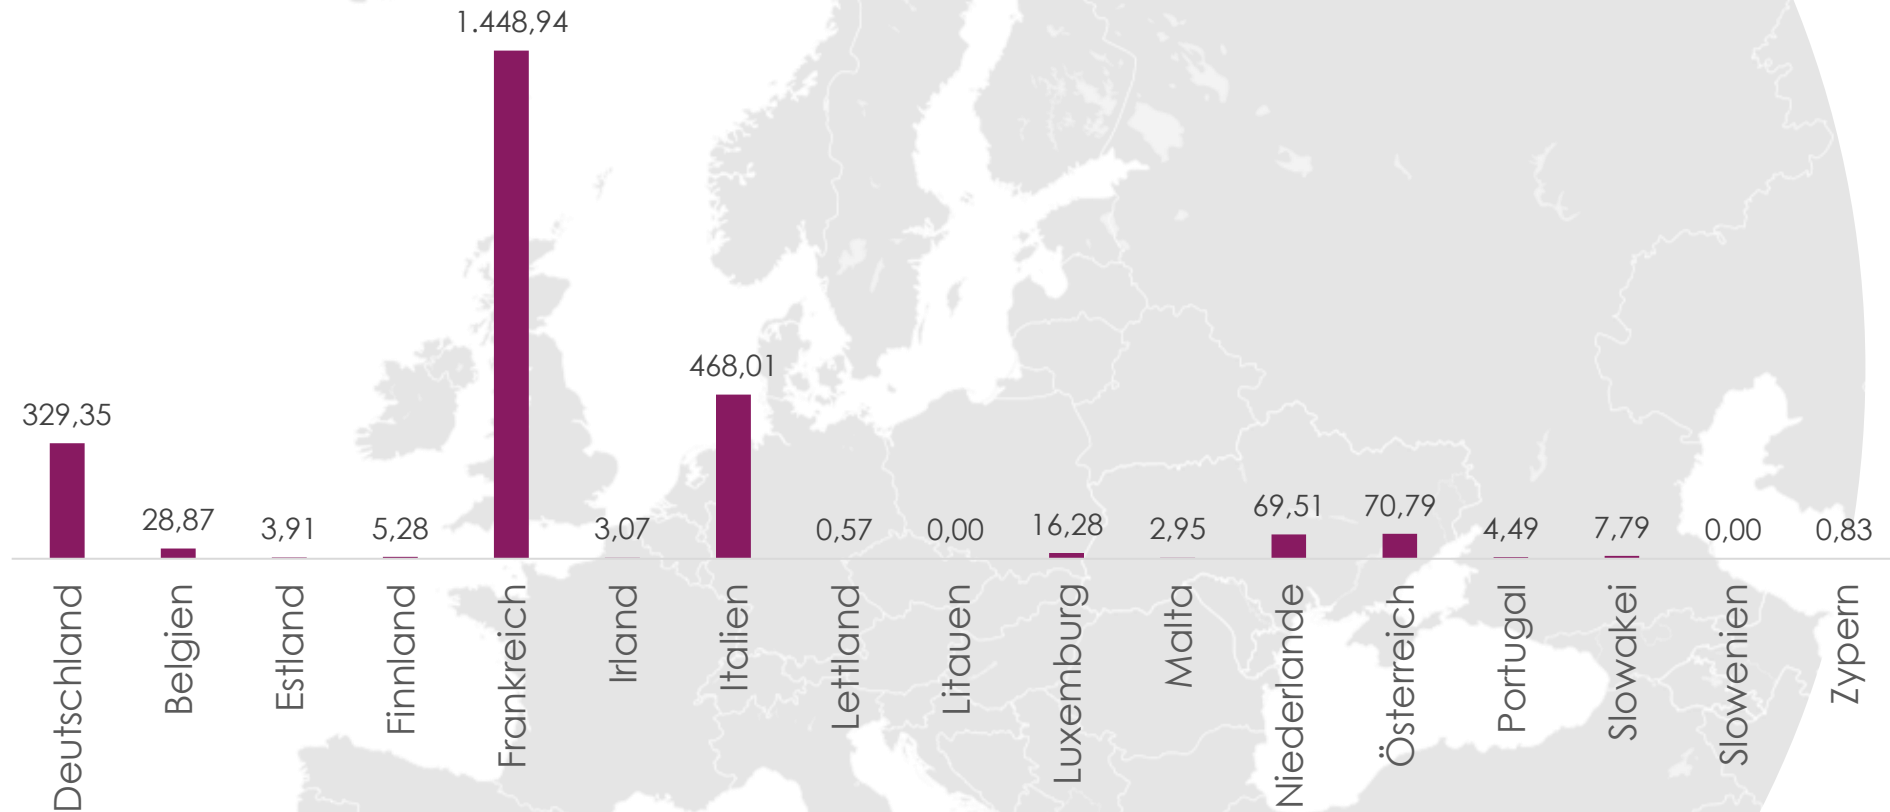 1.448,94
468,01
329,35
28,87
3,91
5,28
3,07
0,57
0,00
16,28
2,95
69,51
70,79
4,49
7,79
0,00
0,83
Deutschland
Belgien
Estland
Finnland
Frankreich
Irland
Italien
Lettland
Litauen
Luxemburg
Malta
Niederlande
Österreich
Portugal
Slowakei
Slowenien
Zypern